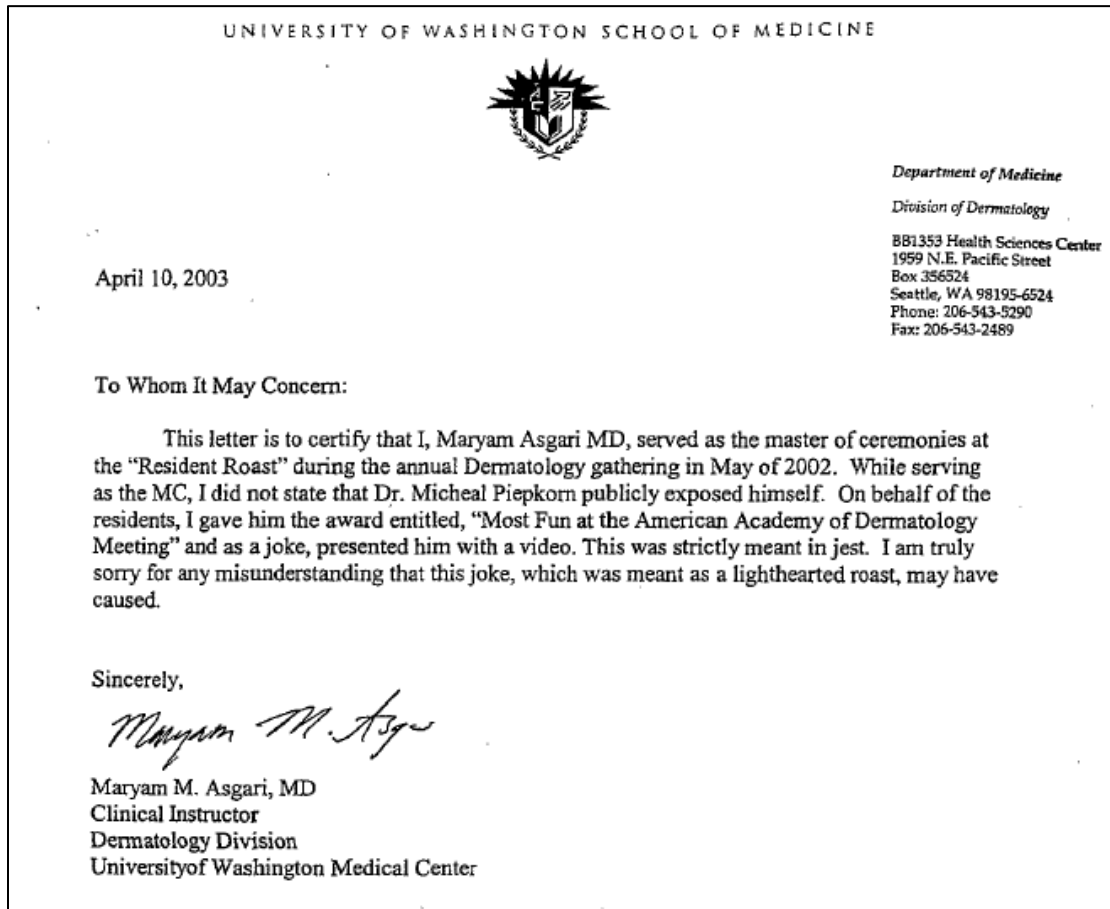 UNIVERSITY OF WASHINGTON SCHOOL OF MEDICINE
Department of Medicine
Division of Dermatology
BB1353 Health Sciences Center
1959 N.E. Pacific Street
Box 356524
Seattle, WA 98195-6524
Phone: 206-543-5290
Fax: 206-543-2489
April 10, 2003
To Whom It May Concern:
This letter is to certify that I, Maryam Asgari MD, served as the master of ceremonies at
the “Resident Roast” during the annual Dermatology gathering in May of 2002. While serving
as the MC, I did not state that Dr. Micheal Piepkorn publicly exposed himself. On behalf of the
residents, I gave him the award entitled, “Most Fun at the American Academy of Dermatology
Meeting” and as a joke, presented him with a video. This was strictly meant in jest. I am truly
sorry for any misunderstanding that this joke, which was meant as a lighthearted roast, may have
caused.
Sincerely,
Maryam M. Asgari
Maryam M. Asgari, MD
Clinical Instructor
Dermatology Division
Universityof Washington Medical Center